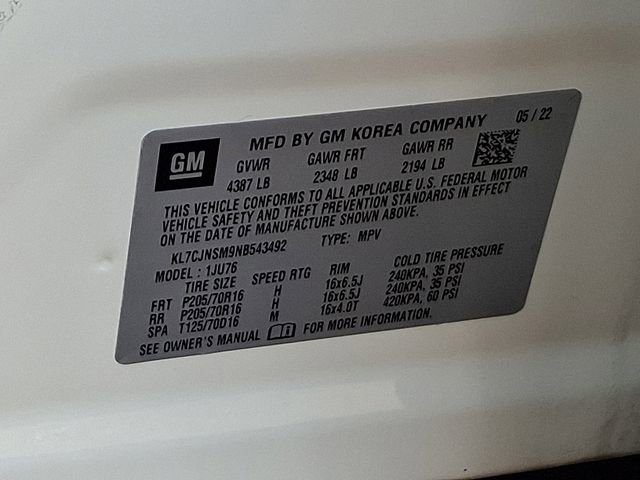 GM
MFD BY GM KOREA COMPANY 05 / 22
GVWR GAWR FRT GAWR RR
4387 LB 2348 LB 2194 LB
THIS VEHICLE CONFORMS TO ALL APPLICABLE U.S. FEDERAL MOTOR
VEHICLE SAFETY AND THEFT PREVENTION STANDARDS IN EFFECT
ON THE DATE OF MANUFACTURE SHOWN ABOVE.
KL7CJNSM9NB543492 TYPE: MPV
MODEL : 1JU76
TIRE SIZE SPEED RTG RIM COLD TIRE PRESSURE
FRT P205/70R16 H 16x6.5J 240KPA, 35 PSI
RR P205/70R16 H 16x6.5J 240KPA, 35 PSI
SPA T125/70D16 M 16x4.0T 420KPA, 60 PSI
SEE OWNER'S MANUAL FOR MORE INFORMATION.